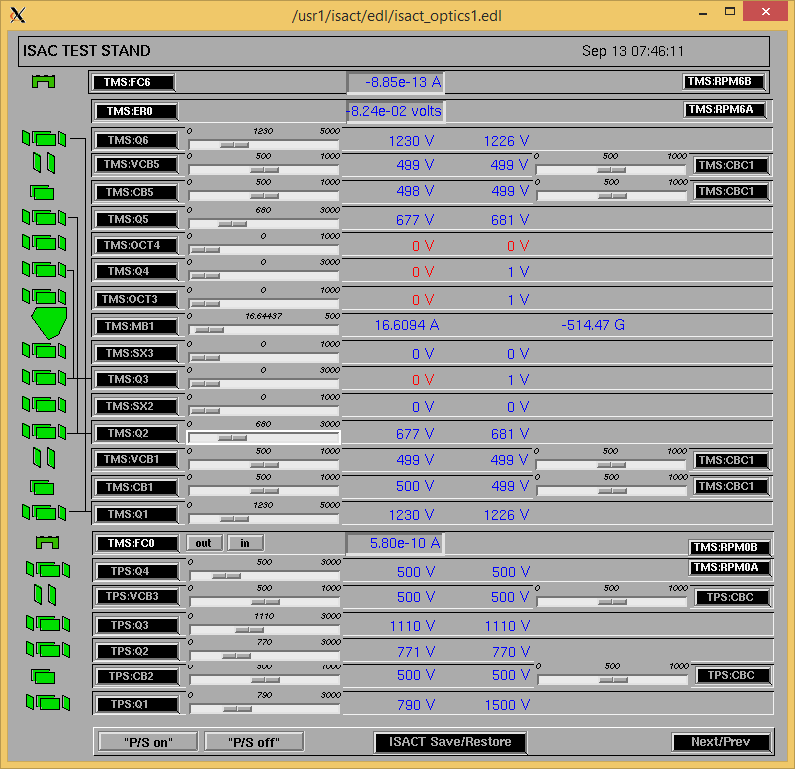 /usr1/isact/edl/isact_optics1.edl
ISAC TEST STAND Sep 13 07:46:11
TMS:FC6 -8.85e-13 A TMS:RPM6B
TMS:ER0 -8.24e-02 volts TMS:RPM6A
TMS:Q6 0 1230 5000 1230 V 1226 V
TMS:VCB5 0 500 1000 499 V 499 V 0 500 1000 TMS:CBC1
TMS:CB5 0 500 1000 498 V 499 V 0 500 1000 TMS:CBC1
TMS:Q5 0 680 3000 677 V 681 V
TMS:OCT4 0 0 1000 0 V 0 V
TMS:Q4 0 0 3000 0 V 1 V
TMS:OCT3 0 0 1000 0 V 1 V
TMS:MB1 0 16.64437 500 16.6094 A -514.47 G
TMS:SX3 0 0 1000 0 V 0 V
TMS:Q3 0 0 3000 0 V 1 V
TMS:SX2 0 0 1000 0 V 0 V
TMS:Q2 0 680 3000 677 V 681 V
TMS:VCB1 0 500 1000 499 V 499 V 0 500 1000 TMS:CBC1
TMS:CB1 0 500 1000 500 V 499 V 0 500 1000 TMS:CBC1
TMS:Q1 0 1230 5000 1230 V 1226 V
TMS:FC0 out in 5.80e-10 A TMS:RPM0B
TPS:Q4 0 500 3000 500 V 500 V TMS:RPM0A
TPS:VCB3 0 500 1000 500 V 500 V 0 500 1000 TPS:CBC
TPS:Q3 0 1110 3000 1110 V 1110 V
TPS:Q2 0 770 3000 771 V 770 V
TPS:CB2 0 500 1000 500 V 500 V 0 500 1000 TPS:CBC
TPS:Q1 0 790 3000 790 V 1500 V
"P/S on" "P/S off" ISACT Save/Restore Next/Prev